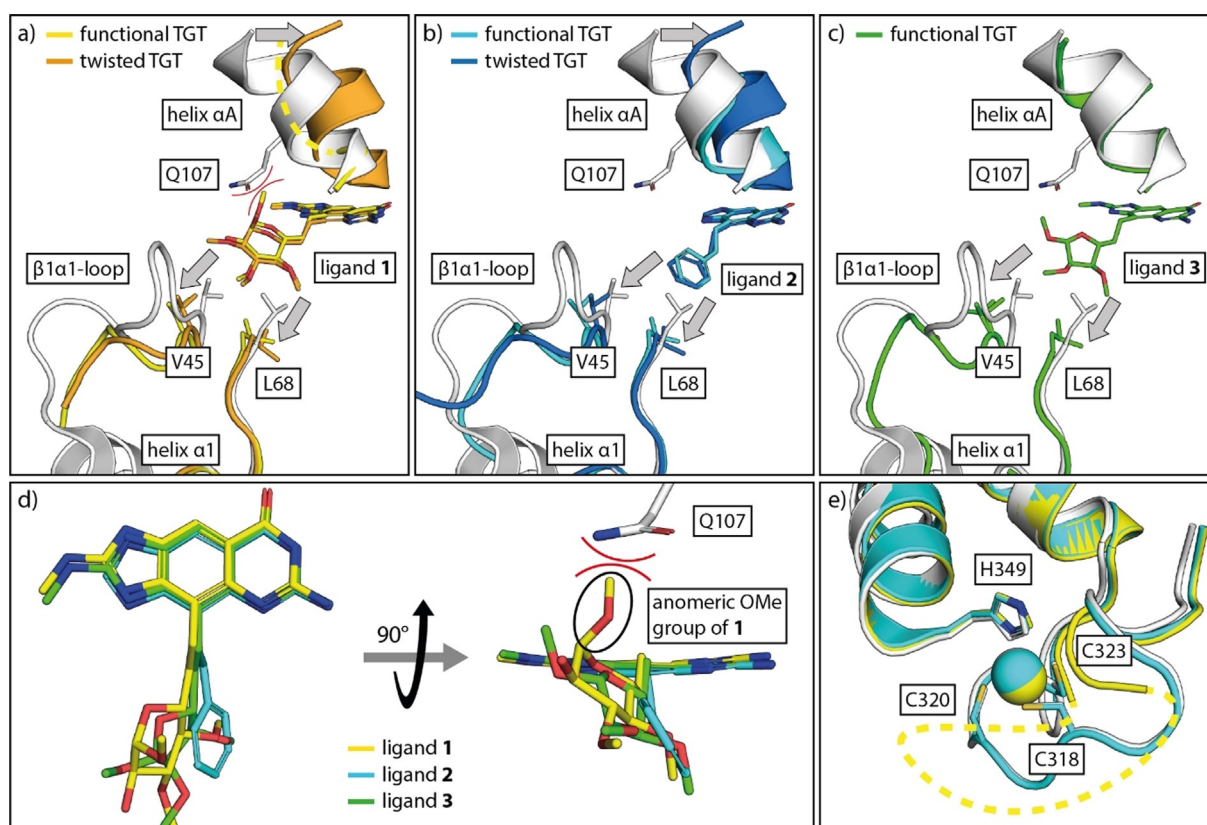 a)
functional TGT
twisted TGT
helix αA
Q107
β1α1-loop
ligand 1
V45
L68
helix α1
b)
functional TGT
twisted TGT
helix αA
Q107
β1α1-loop
ligand 2
V45
L68
helix α1
c)
functional TGT
helix αA
Q107
β1α1-loop
ligand 3
V45
L68
helix α1
d)
90°
ligand 1
ligand 2
ligand 3
Q107
anomeric OMe
group of 1
e)
H349
C323
C320
C318